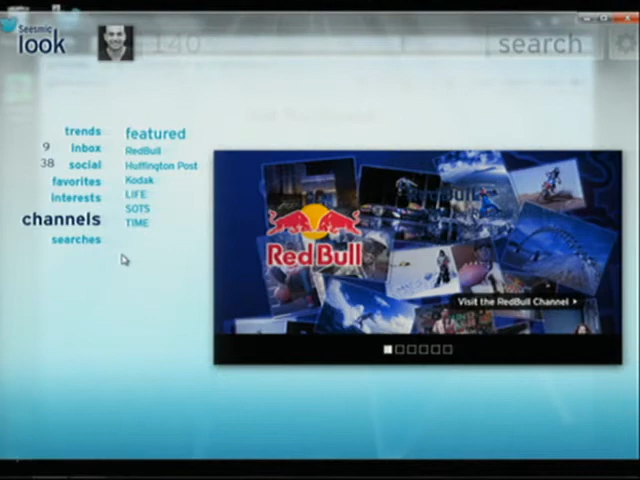 Seesmic
look
140
search
trends
9 inbox
38 social
favorites
interests
channels
searches
featured
RedBull
Huffington Post
Kodak
LIFE
SOTS
TIME
Red Bull
Visit the RedBull Channel